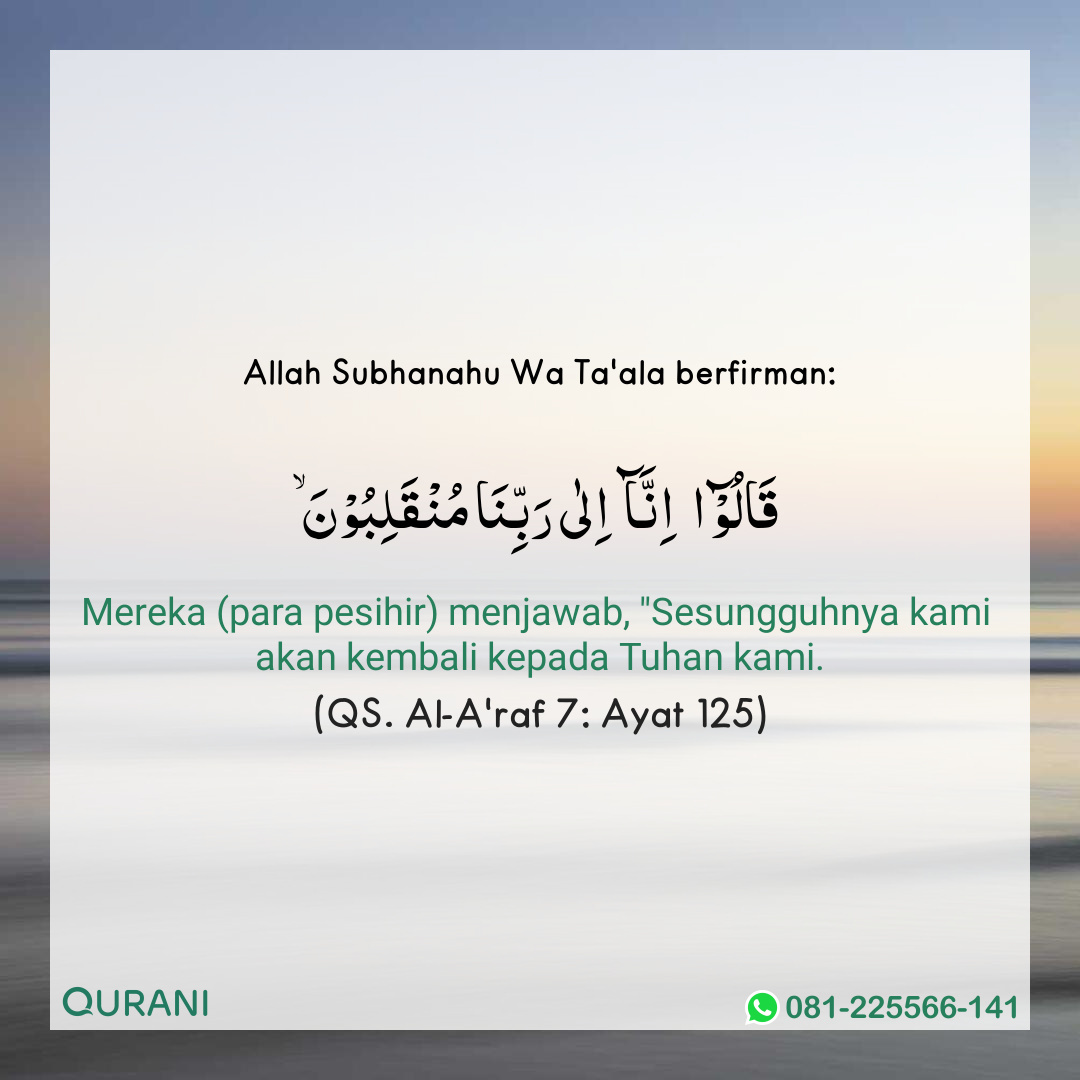 Allah Subhanahu Wa Ta'ala berfirman:
قَالُوْۤا اِنَّاۤ اِلٰى رَبِّنَا مُنْقَلِبُوْنَ ۙ
Mereka (para pesihir) menjawab, "Sesungguhnya kami
akan kembali kepada Tuhan kami.
(QS. Al-A'raf 7: Ayat 125)
QURANI
081-225566-141